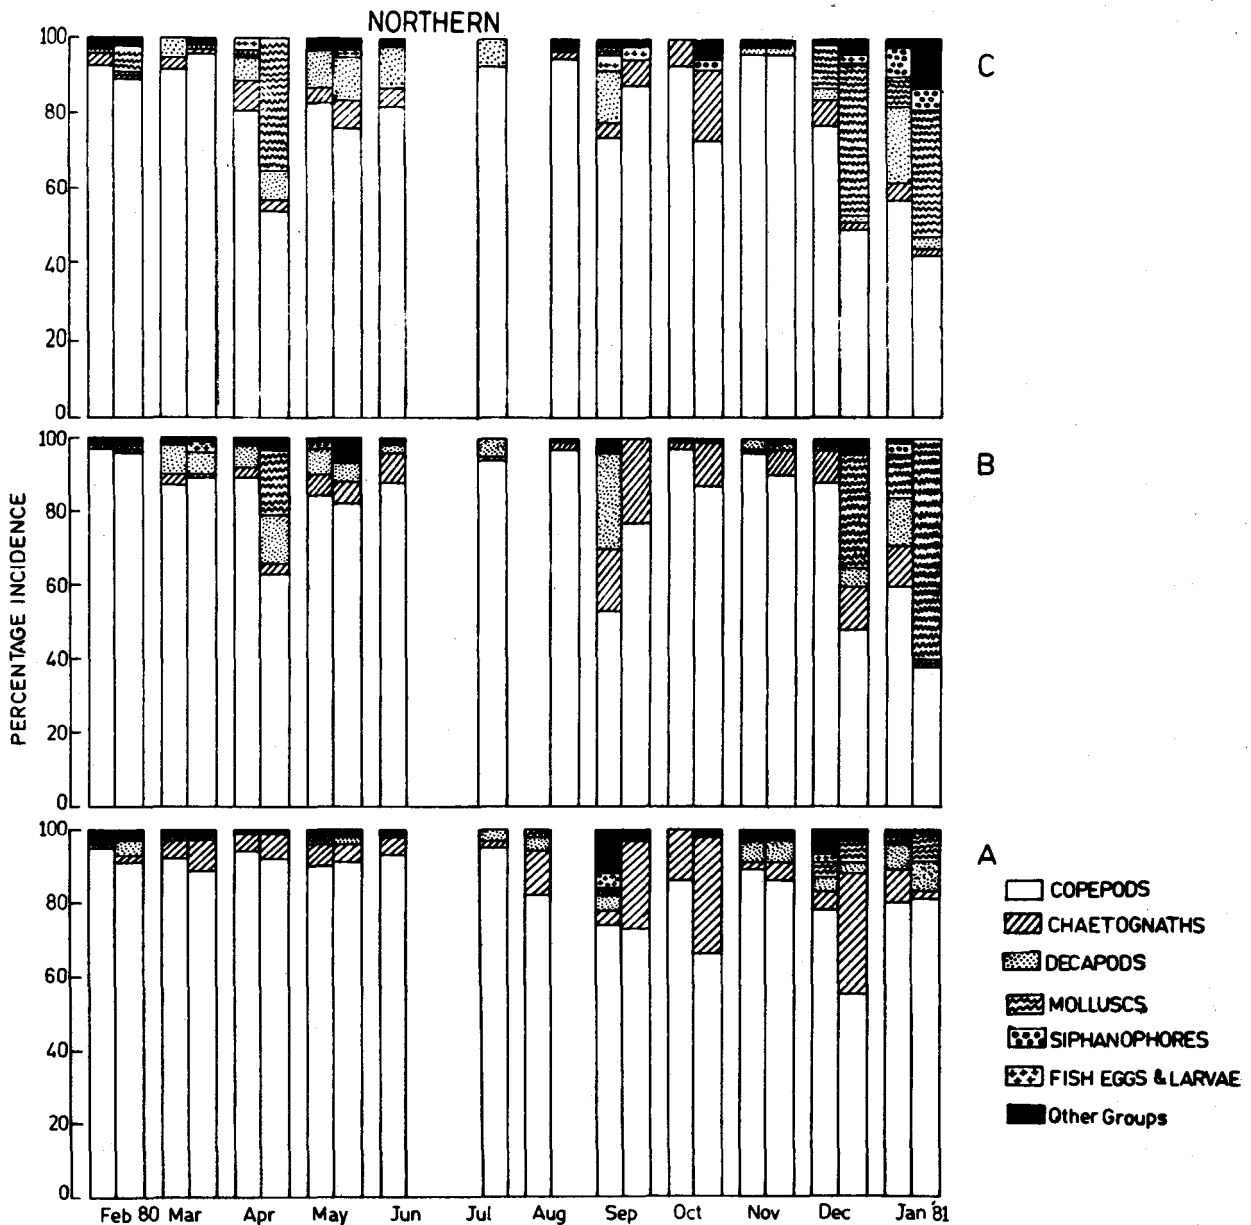 NORTHERN
100
80
60
40
20
0
C
100
80
60
40
20
0
B
PERCENTAGE INCIDENCE
100
80
60
40
20
0
A
COPEPODS
CHAETOGNATHS
DECAPODS
MOLLUSCS
SIPHANOPHORES
FISH EGGS & LARVAE
Other Groups
Feb 80 Mar Apr May Jun Jul Aug Sep Oct Nov Dec Jan '81